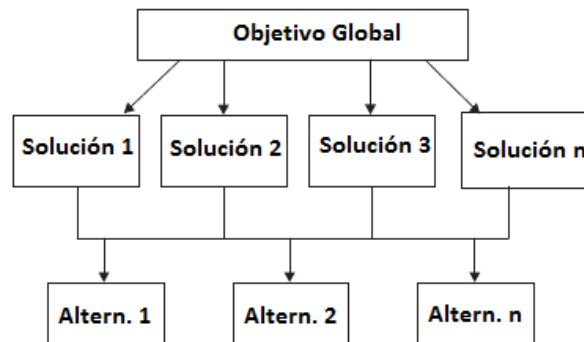 Objetivo Global
Solución 1
Solución 2
Solución 3
Solución n
Altern. 1
Altern. 2
Altern. n